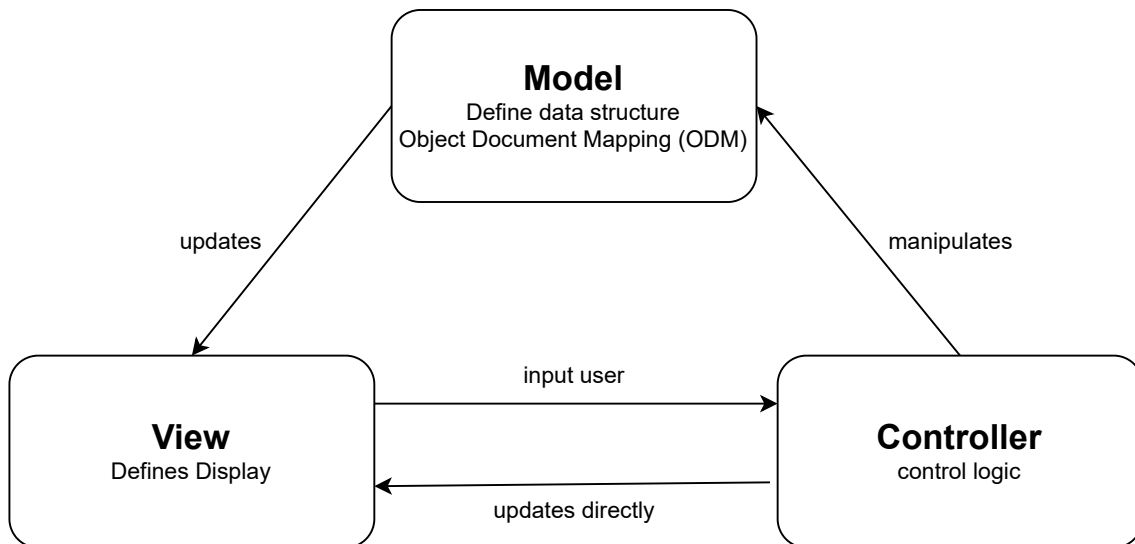 Model
Define data structure
Object Document Mapping (ODM)
updates
manipulates
input user
View
Defines Display
Controller
control logic
updates directly